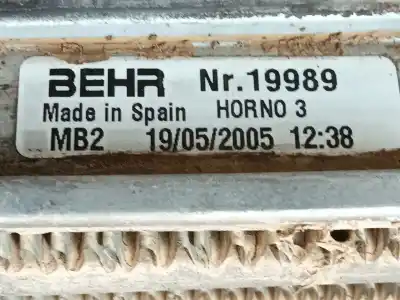 BEHR Nr.19989
Made in Spain HORNO 3
MB2 19/05/2005 12:38